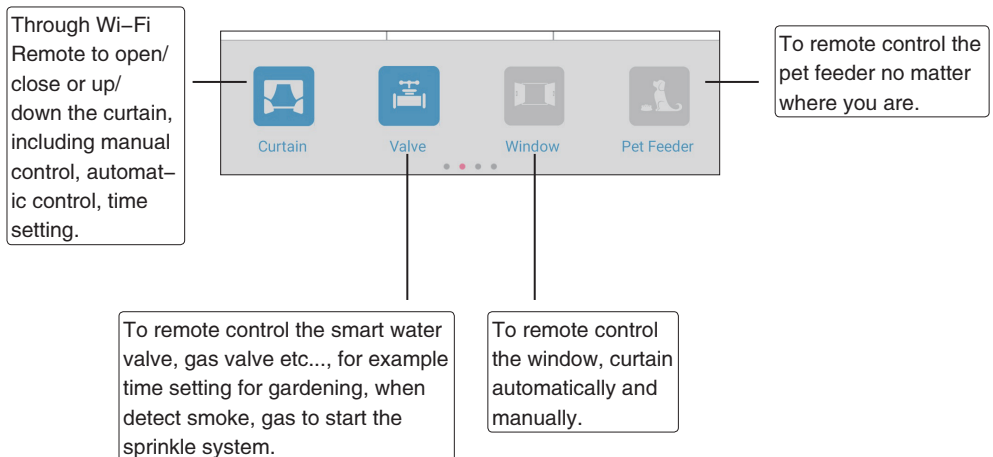 Through Wi–Fi
Remote to open/
close or up/
down the curtain,
including manual
control, automat–
ic control, time
setting.
Curtain
Valve
Window
Pet Feeder
To remote control the
pet feeder no matter
where you are.
To remote control the smart water
valve, gas valve etc..., for example
time setting for gardening, when
detect smoke, gas to start the
sprinkle system.
To remote control
the window, curtain
automatically and
manually.